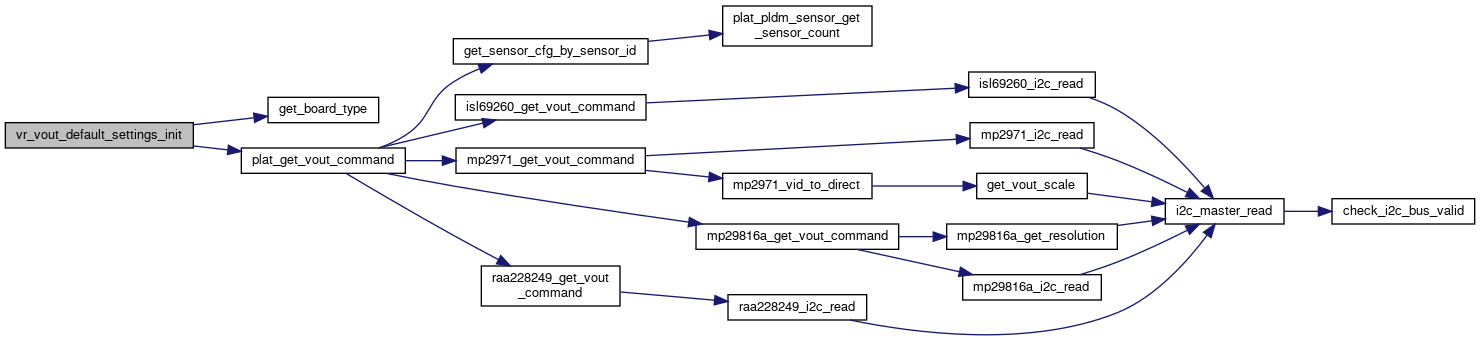 plat_pldm_sensor_get
_sensor_count
get_sensor_cfg_by_sensor_id
isl69260_i2c_read
get_board_type
isl69260_get_vout_command
vr_vout_default_settings_init
mp2971_i2c_read
plat_get_vout_command
mp2971_get_vout_command
mp2971_vid_to_direct
get_vout_scale
i2c_master_read
check_i2c_bus_valid
mp29816a_get_vout_command
mp29816a_get_resolution
raa228249_get_vout
_command
mp29816a_i2c_read
raa228249_i2c_read